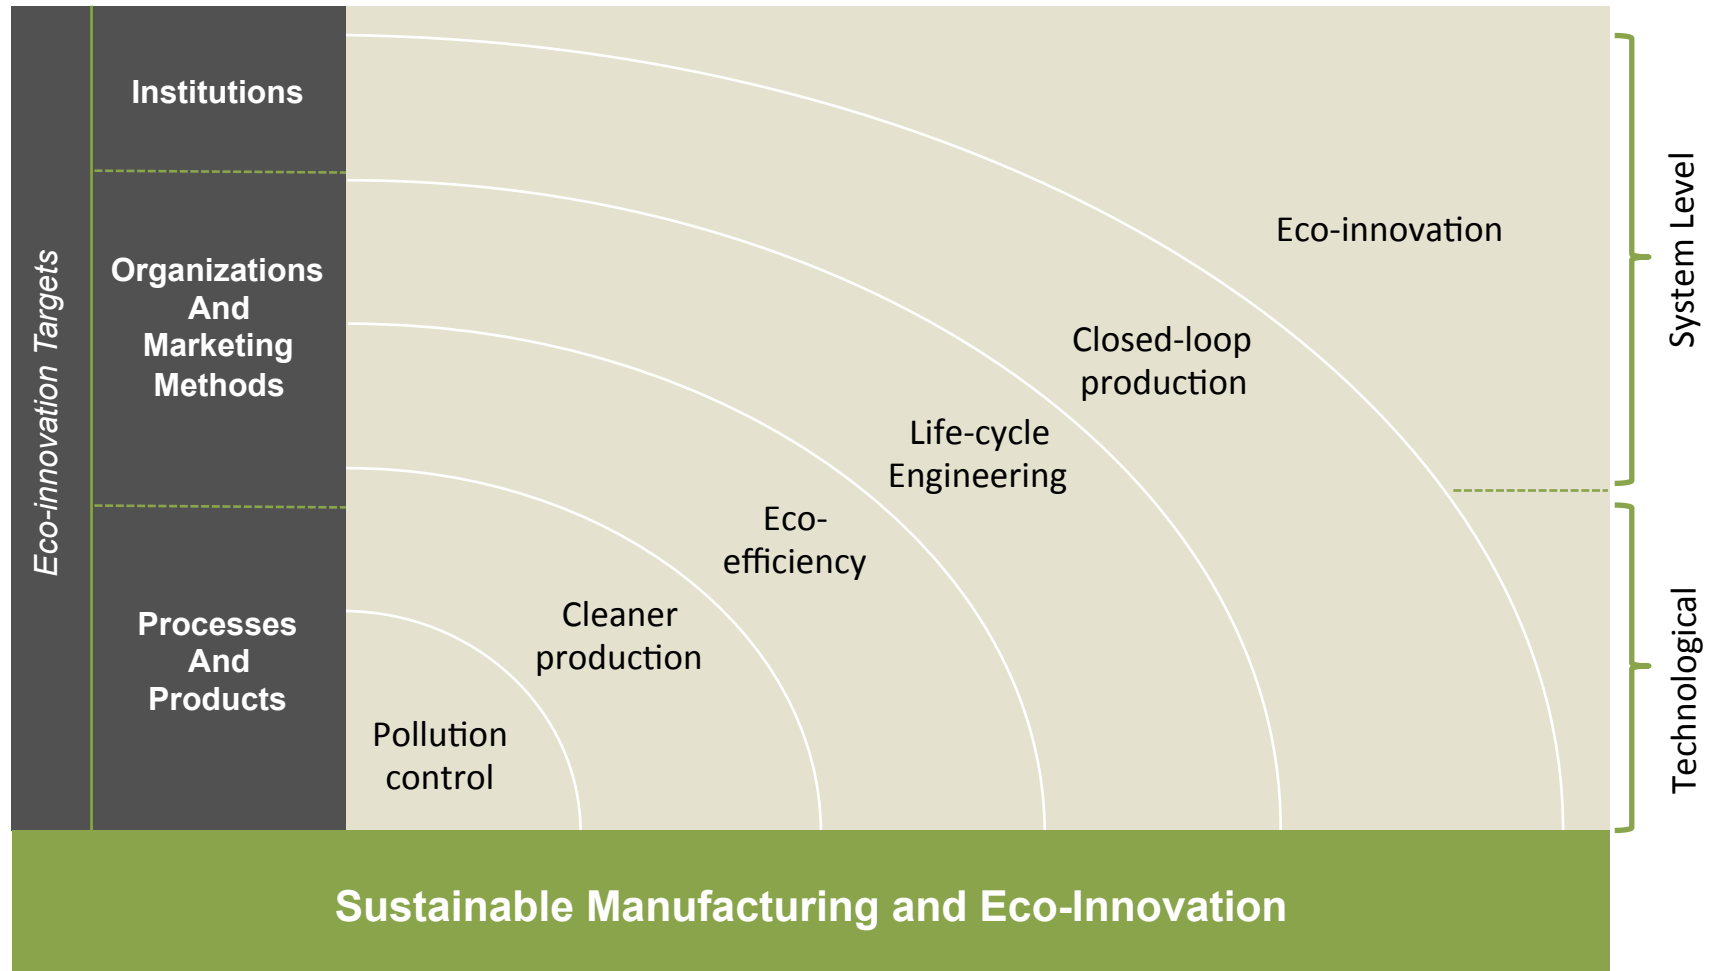 Eco-innovation Targets
Institutions
Organizations
And
Marketing
Methods
Processes
And
Products
Eco-innovation
Closed-loop
production
Life-cycle
Engineering
Eco-
efficiency
Cleaner
production
Pollution
control
System Level
Technological
Sustainable Manufacturing and Eco-Innovation